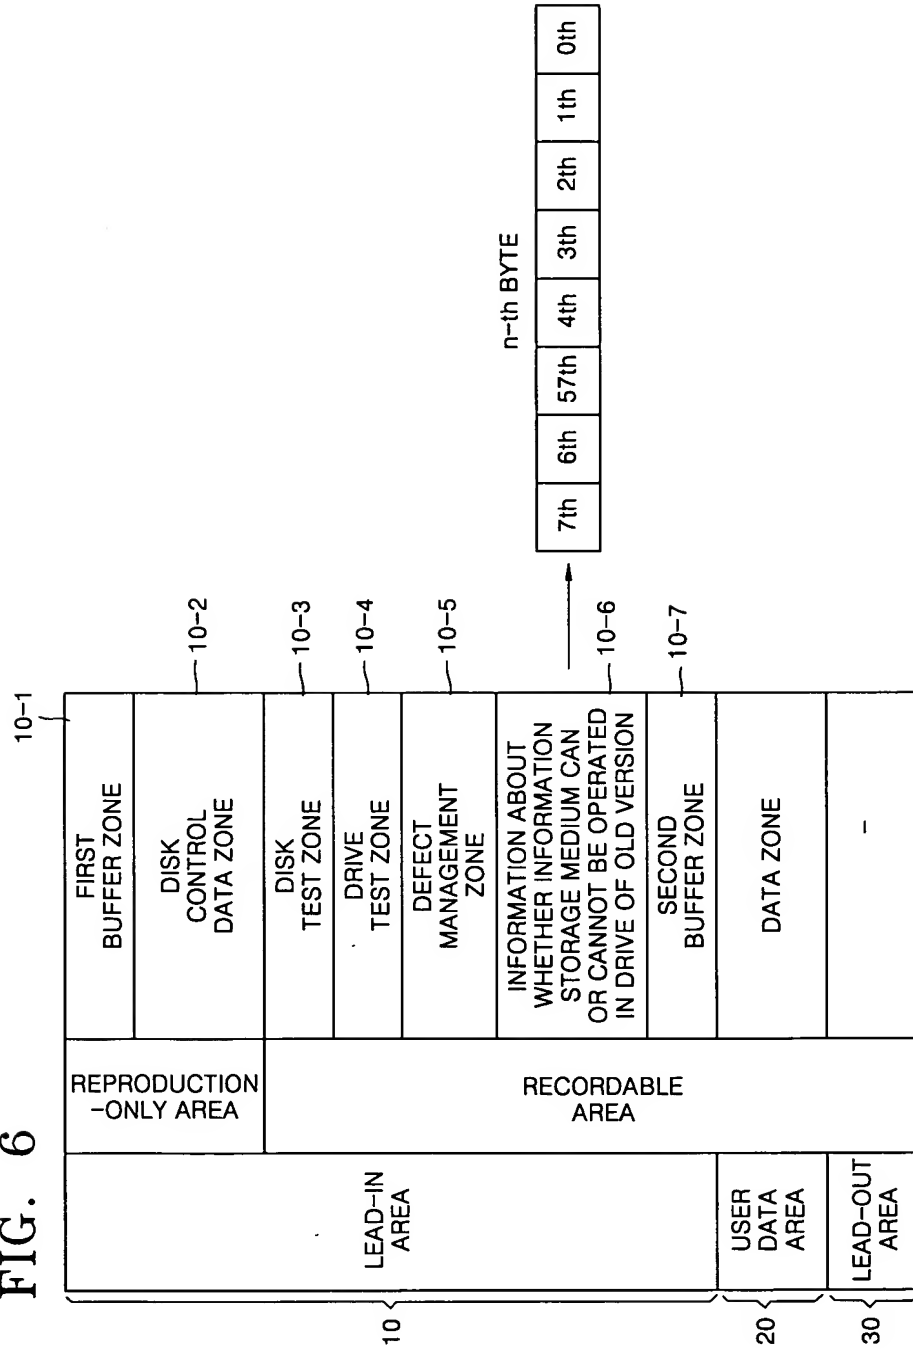 FIG. 6
10-1
LEAD-IN
AREA
REPRODUCTION
-ONLY AREA
FIRST
BUFFER ZONE
DISK
CONTROL
DATA ZONE
10-2
RECORDABLE
AREA
DISK
TEST ZONE
10-3
DRIVE
TEST ZONE
10-4
DEFECT
MANAGEMENT
ZONE
10-5
INFORMATION ABOUT
WHETHER INFORMATION
STORAGE MEDIUM CAN
OR CANNOT BE OPERATED
IN DRIVE OF OLD VERSION
10-6
n-th BYTE
7th 6th 57th 4th 3th 2th 1th 0th
SECOND
BUFFER ZONE
10-7
10
20
USER
DATA
AREA
DATA ZONE
30
LEAD-OUT
AREA
–